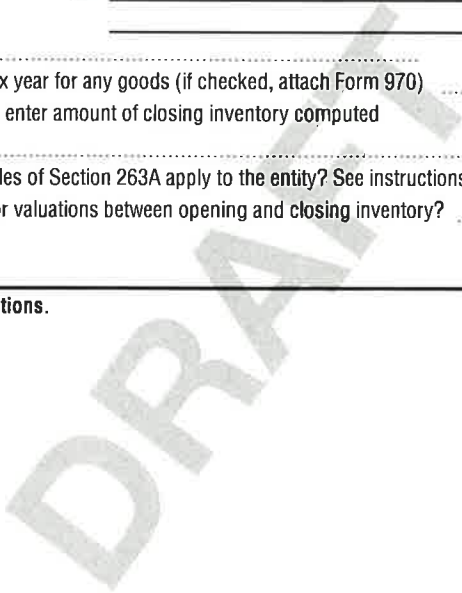 x year for any goods (if checked, attach Form 970)
enter amount of closing inventory computed
les of Section 263A apply to the entity? See instructions
r valuations between opening and closing inventory?
tions.
DRAFT